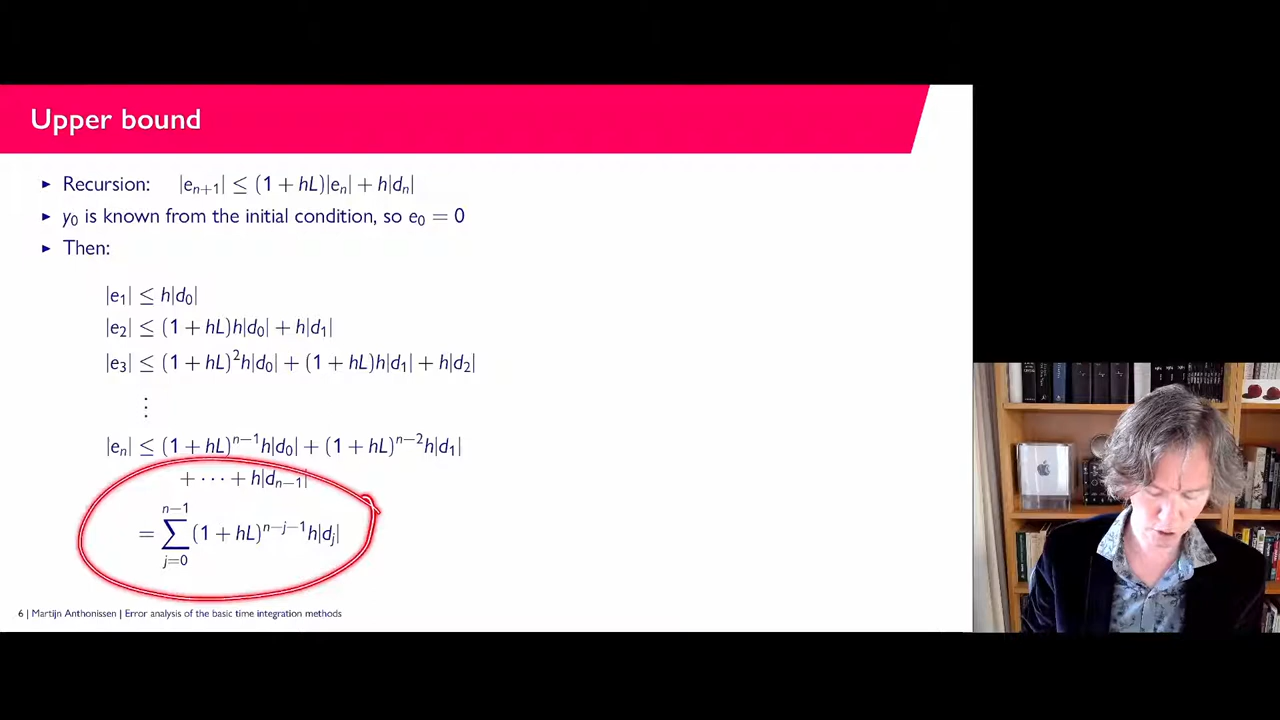 Upper bound
▸ Recursion: |e_{n+1}| ≤ (1 + hL)|e_n| + h|d_n|
▸ y_0 is known from the initial condition, so e_0 = 0
▸ Then:
|e_1| ≤ h|d_0|
|e_2| ≤ (1 + hL)h|d_0| + h|d_1|
|e_3| ≤ (1 + hL)^2 h|d_0| + (1 + hL)h|d_1| + h|d_2|
⋮
|e_n| ≤ (1 + hL)^{n−1} h|d_0| + (1 + hL)^{n−2} h|d_1|
+ ··· + h|d_{n−1}|
= ∑_{j=0}^{n−1} (1 + hL)^{n−j−1} h|d_j|
6 | Martijn Anthonissen | Error analysis of the basic time integration methods